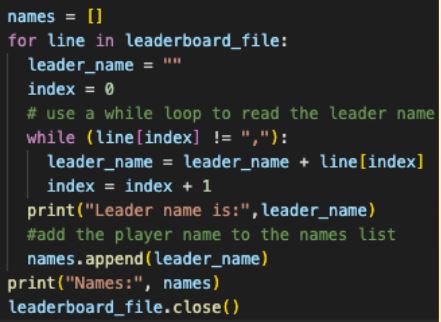 names = []
for line in leaderboard_file:
  leader_name = ""
  index = 0
  # use a while loop to read the leader name
  while (line[index] != ","):
    leader_name = leader_name + line[index]
    index = index + 1
  print("Leader name is:",leader_name)
  #add the player name to the names list
  names.append(leader_name)
print("Names:", names)
leaderboard_file.close()